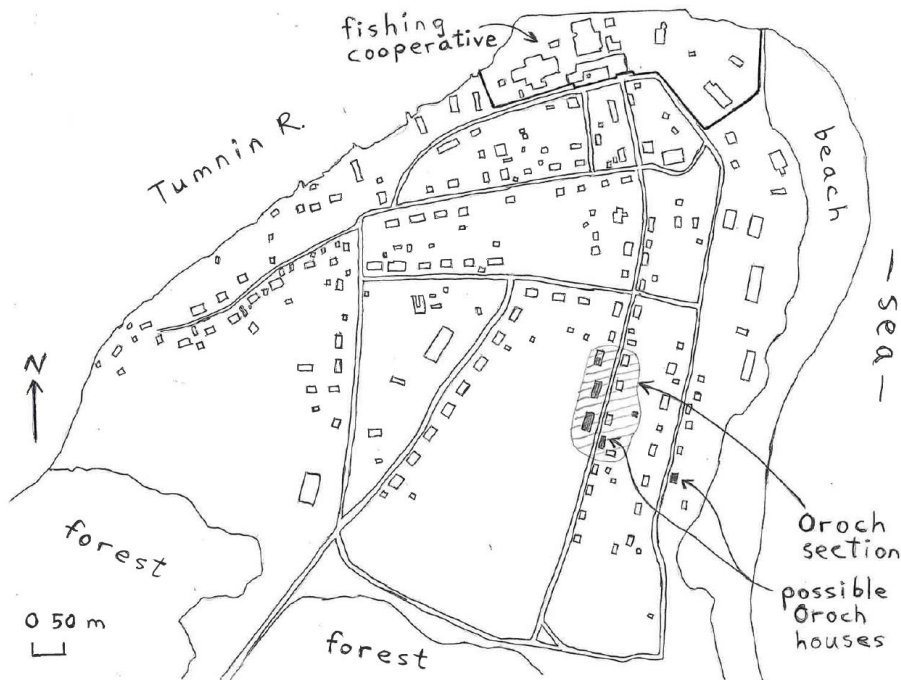 fishing
cooperative
Tumnin R.
beach
— sea —
N
forest
Oroch
section
possible
Oroch
houses
0 50 m
forest